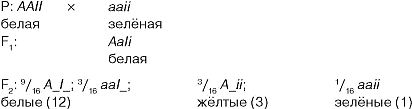 P: AAII × aaii
белая зелёная
F₁: AaIi
белая
F₂: ⁹/₁₆ A_I_; ³/₁₆ aaI_; ³/₁₆ A_ii; ¹/₁₆ aaii
белые (12) жёлтые (3) зелёные (1)